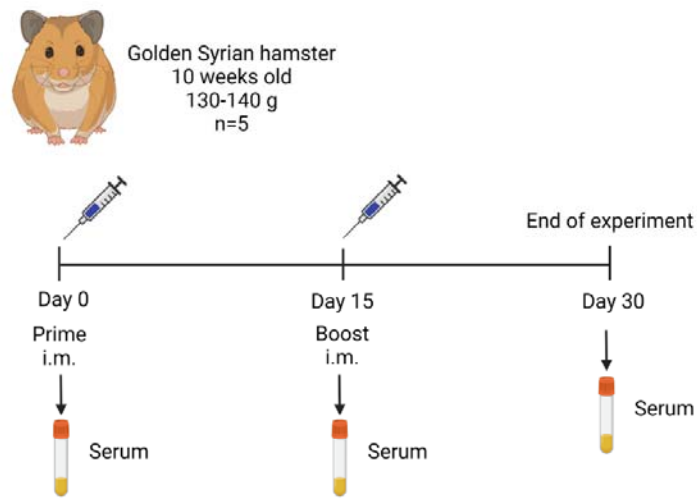 Golden Syrian hamster
10 weeks old
130-140 g
n=5
End of experiment
Day 0
Day 15
Day 30
Prime
i.m.
Boost
i.m.
Serum
Serum
Serum